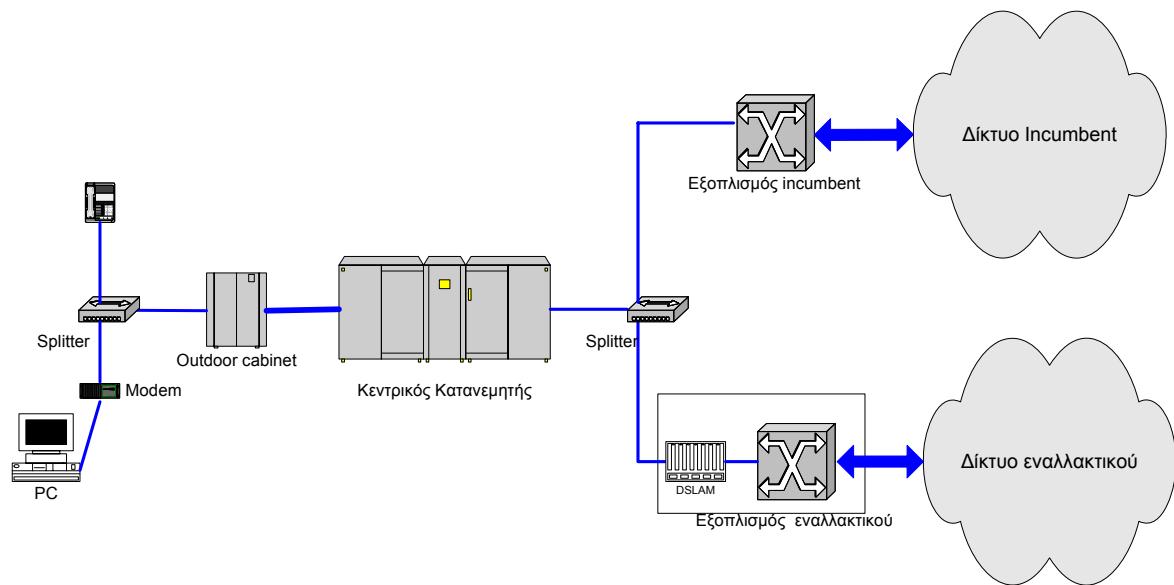 Δίκτυο Incumbent
Εξοπλισμός incumbent
Splitter
Outdoor cabinet
Splitter
Modem
Κεντρικός Κατανεμητής
PC
DSLAM
Δίκτυο εναλλακτικού
Εξοπλισμός εναλλακτικού